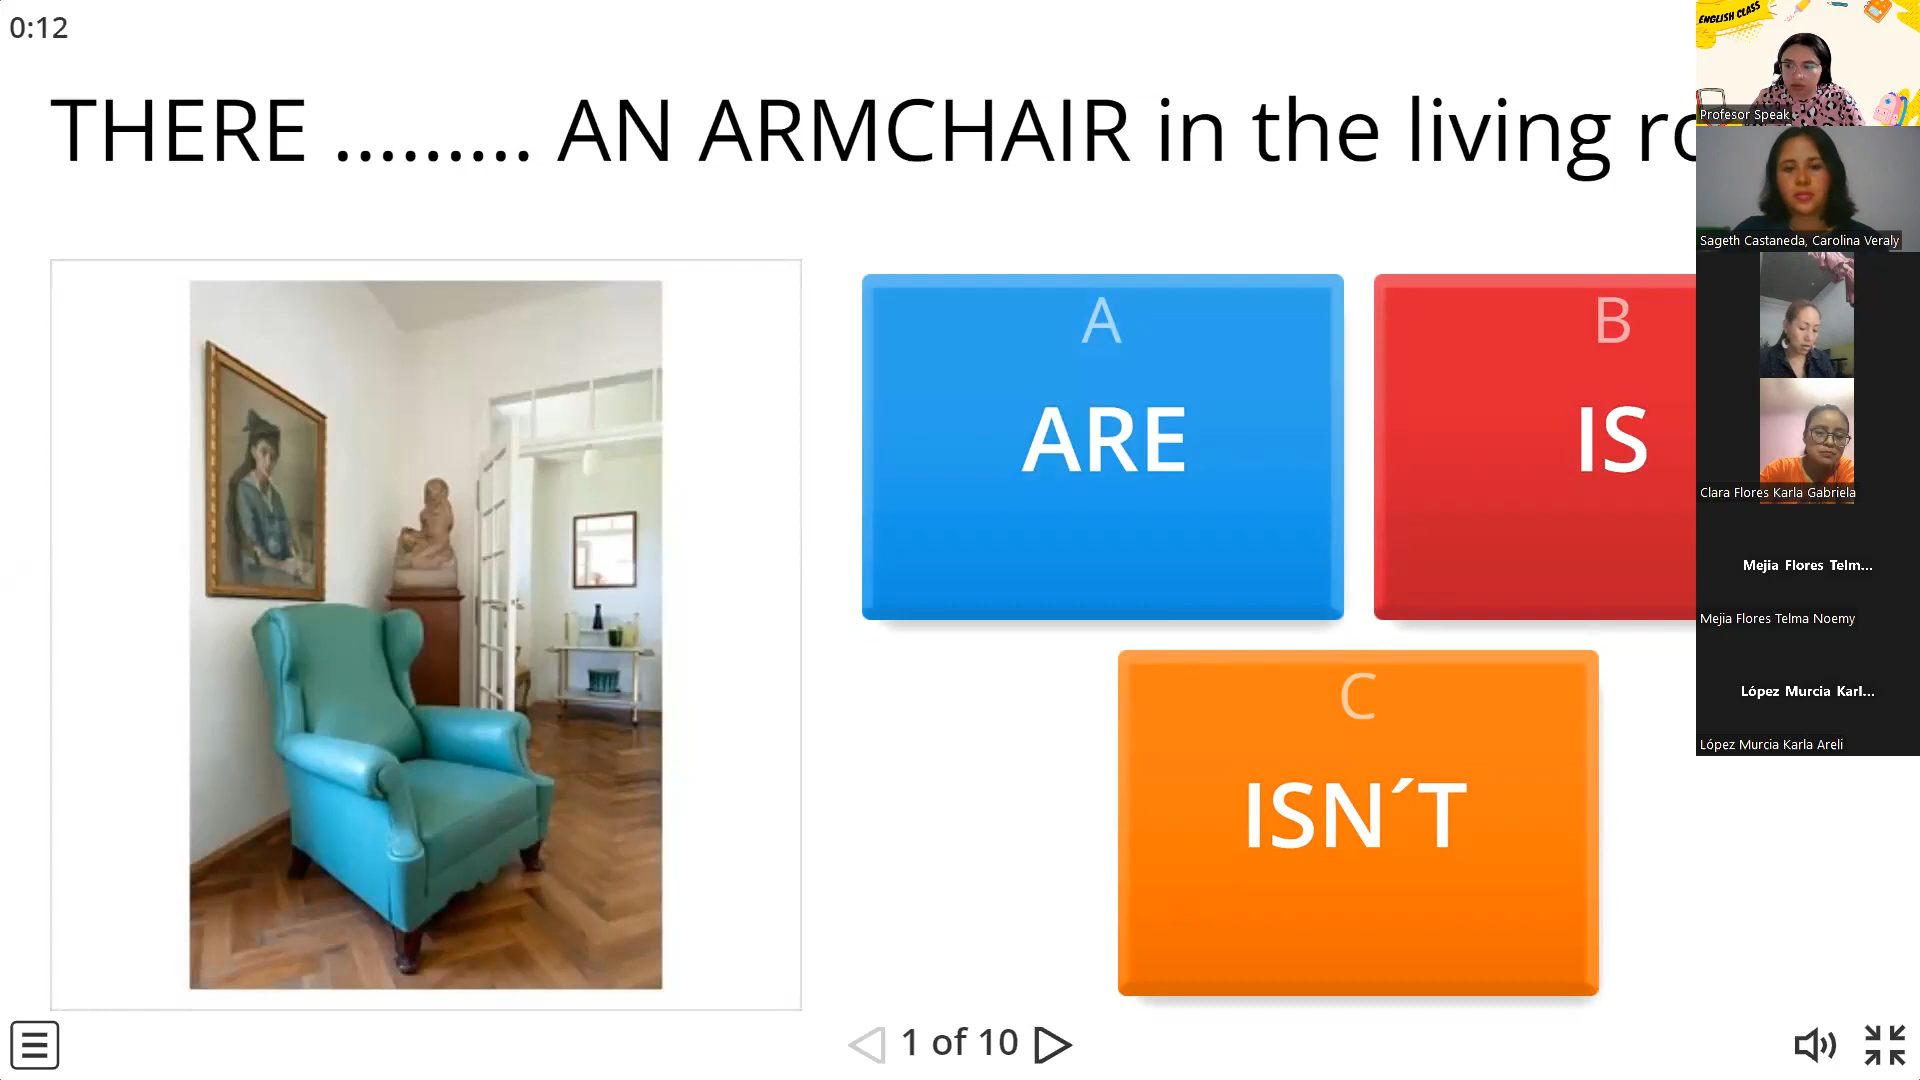 0:12
THERE ......... AN ARMCHAIR in the living
A
ARE
B
IS
C
ISN´T
1 of 10
ENGLISH CLASS
Profesor Speak
Sageth Castaneda, Carolina Veraly
Clara Flores Karla Gabriela
Mejia Flores Telm...
Mejia Flores Telma Noemy
López Murcia Karl...
López Murcia Karla Areli